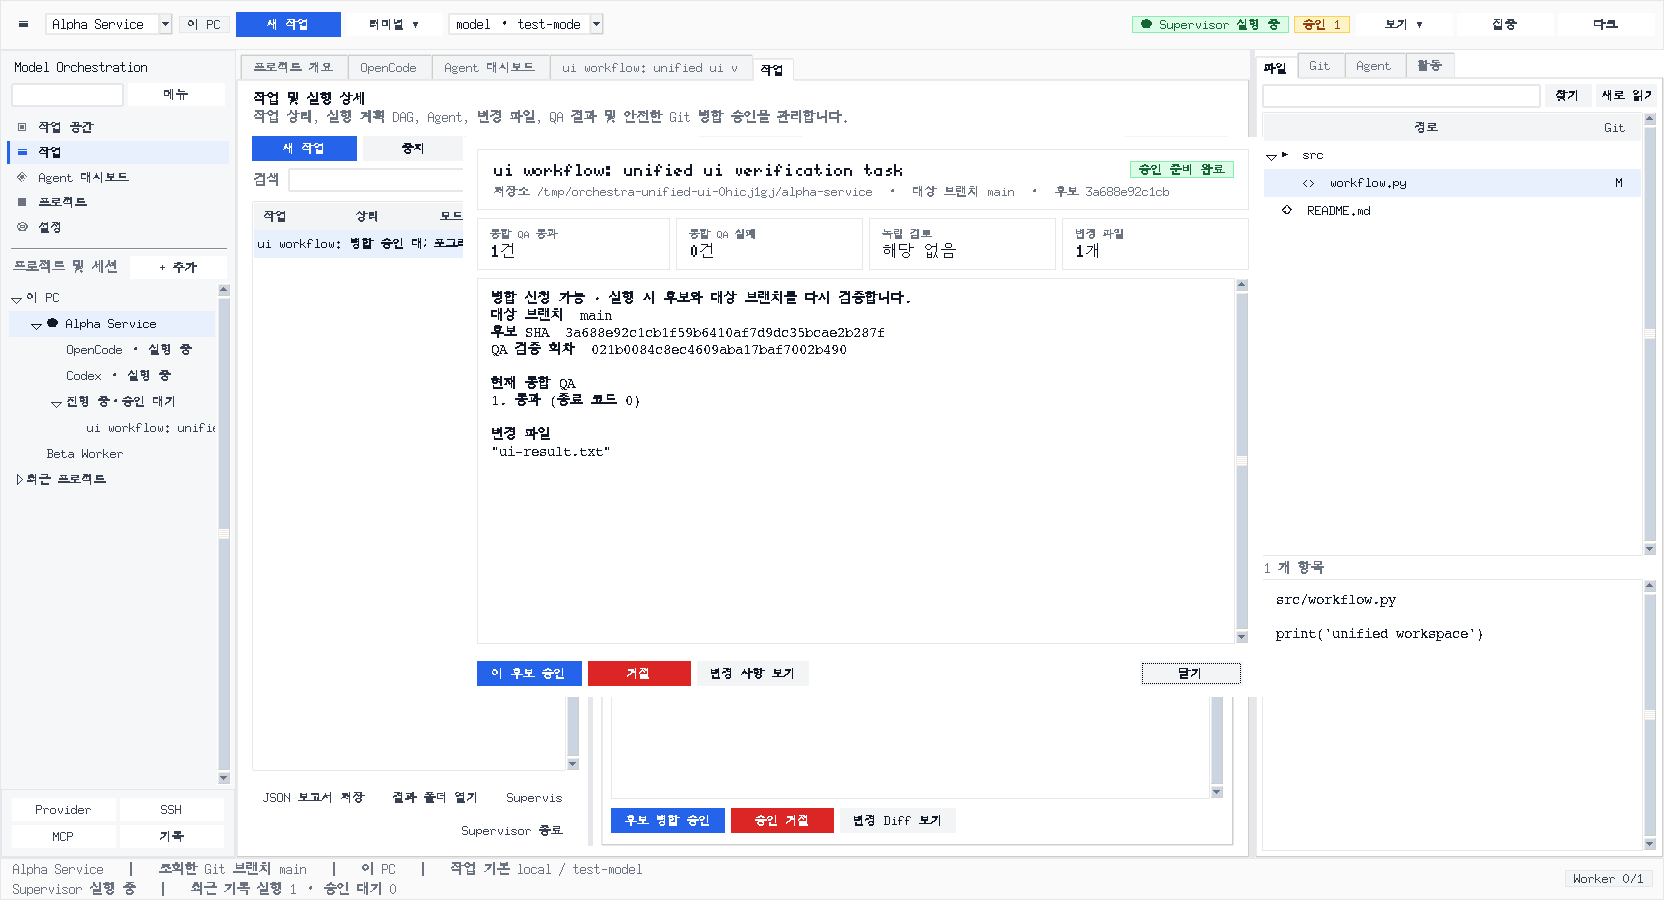 Alpha Service
이 PC
새 작업
터미널 ▾
model • test-mode
● Supervisor 실행 중
승인 1
보기 ▾
집중
다크
Model Orchestration
메뉴
작업 공간
작업
Agent 대시보드
프로젝트
설정
프로젝트 및 세션
+ 추가
이 PC
● Alpha Service
OpenCode • 실행 중
Codex • 실행 중
진행 중·승인 대기
ui workflow: unifie
Beta Worker
최근 프로젝트
Provider
SSH
MCP
기록
프로젝트 개요
OpenCode
Agent 대시보드
ui workflow: unified ui v
작업
작업 및 실행 상세
작업 상태, 실행 계획 DAG, Agent, 변경 파일, QA 결과 및 안전한 Git 병합 승인을 관리합니다.
새 작업
중지
검색
작업
상태
모드
ui workflow:
병합 승인 대기
프로그
ui workflow: unified ui verification task
승인 준비 완료
저장소 /tmp/orchestra-unified-ui-0hicj1gj/alpha-service • 대상 브랜치 main • 후보 3a688e92c1cb
통합 QA 통과
1건
통합 QA 실패
0건
독립 검토
해당 없음
변경 파일
1개
병합 신청 가능 · 실행 시 후보와 대상 브랜치를 다시 검증합니다.
대상 브랜치 main
후보 SHA 3a688e92c1cb1f59b6410af7d9dc35bcae2b287f
QA 검증 회차 021b0084c8ec4609aba17baf7002b490
현재 통합 QA
1. 통과 (종료 코드 0)
변경 파일
"ui-result.txt"
이 후보 승인
거절
변경 사항 보기
닫기
JSON 보고서 저장
결과 폴더 열기
Supervis
Supervisor 종료
후보 병합 승인
승인 거절
변경 Diff 보기
파일
Git
Agent
활동
찾기
새로 읽기
경로
Git
src
<> workflow.py
M
README.md
1 개 항목
src/workflow.py
print('unified workspace')
Alpha Service | 조회한 Git 브랜치 main | 이 PC | 작업 기본 local / test-model
Supervisor 실행 중 | 최근 기록 실행 1 • 승인 대기 0
Worker 0/1